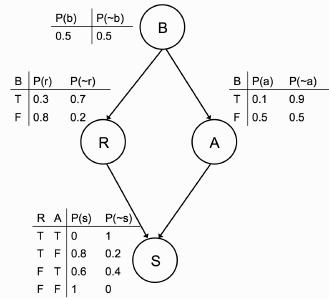 P(b) P(~b)
0.5 0.5
B
B P(r) P(~r)
T 0.3 0.7
F 0.8 0.2
B P(a) P(~a)
T 0.1 0.9
F 0.5 0.5
R
A
R A P(s) P(~s)
T T 0 1
T F 0.8 0.2
F T 0.6 0.4
F F 1 0
S